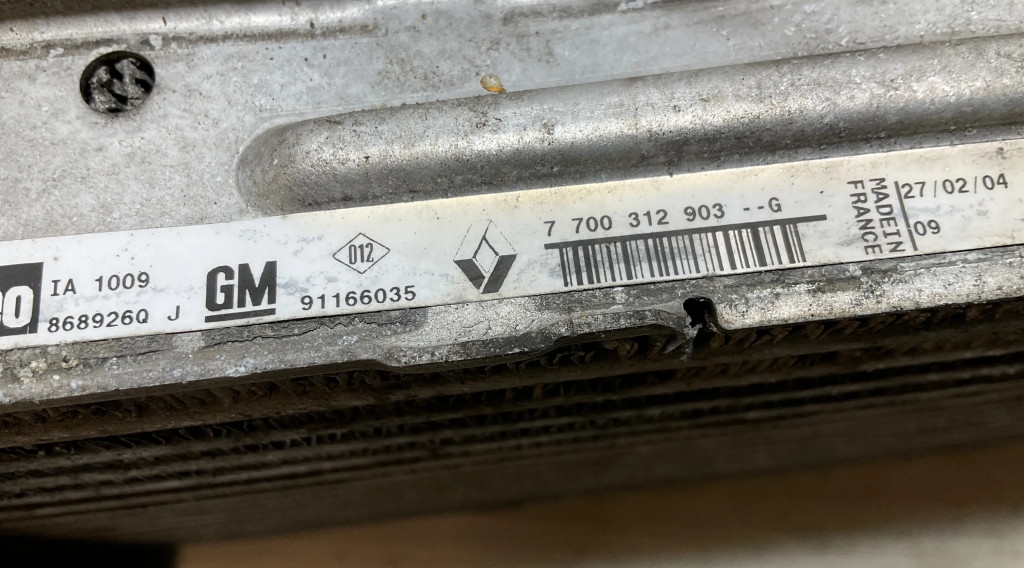 IA 1009
868926Q J
GM
012
91166035
7 700 312 903 --G
MADE IN
FRANCE
27/02/04
09